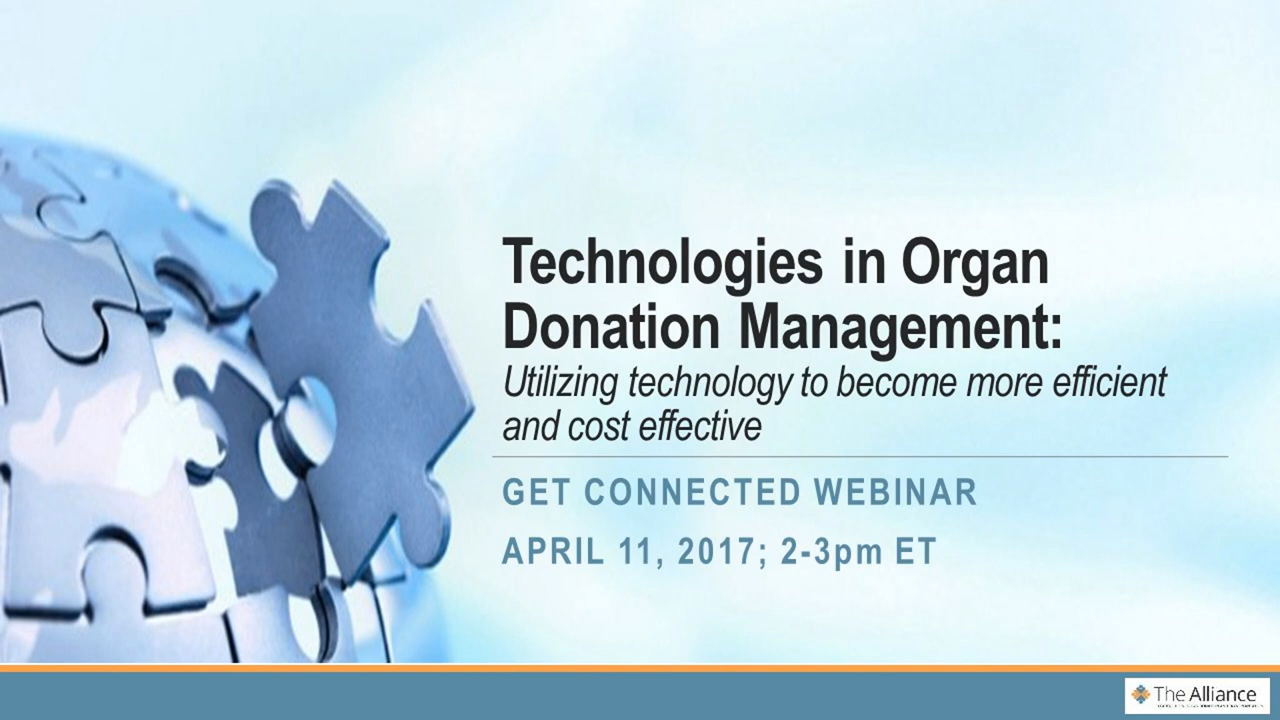 Technologies in Organ
Donation Management:
Utilizing technology to become more efficient
and cost effective
GET CONNECTED WEBINAR
APRIL 11, 2017; 2-3pm ET
The Alliance